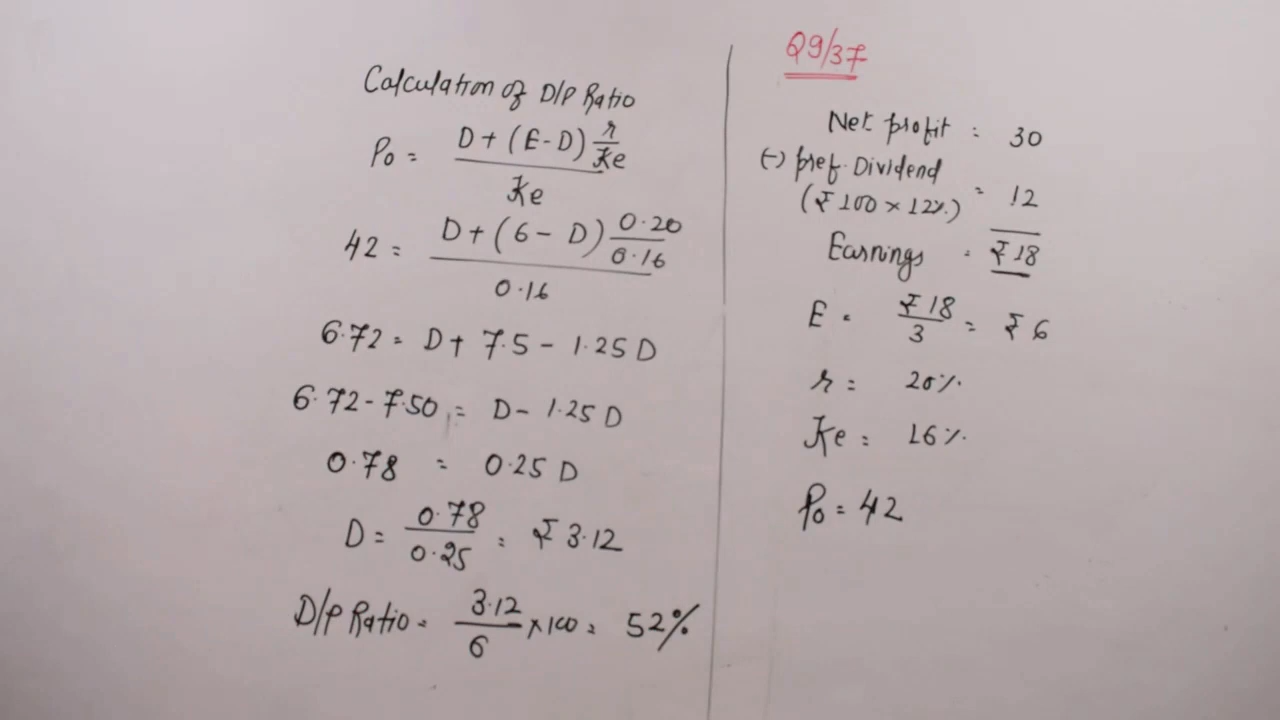 Calculation of D/P Ratio
P0 = D + (E - D) r/Ke
Ke
42 = D + (6 - D) 0.20/0.16
0.16
6.72 = D + 7.5 - 1.25 D
6.72 - 7.50 = D - 1.25 D
0.78 = 0.25 D
D = 0.78/0.25 = ₹ 3.12
D/P Ratio = 3.12/6 × 100 = 52%
Q9/37
Net profit = 30
(-) pref. Dividend
(₹ 100 × 12%) = 12
Earnings = ₹ 18
E = ₹ 18/3 = ₹ 6
r = 20%
Ke = 16%
P0 = 42